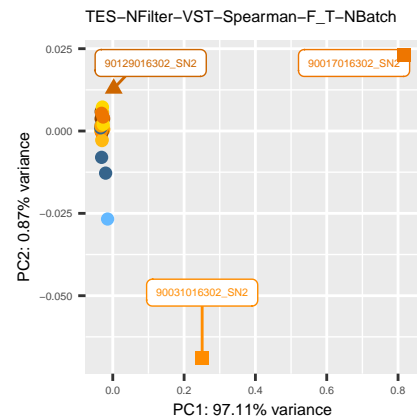 TES−NFilter−VST−Spearman−F_T−NBatch
0.025
90129016302_SN2
90017016302_SN2
0.000
−0.025
−0.050
90031016302_SN2
PC2: 0.87% variance
0.0 0.2 0.4 0.6 0.8
PC1: 97.11% variance